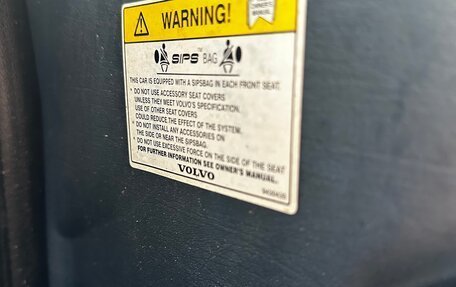 WARNING!
OWNER'S
MANUAL
SIPS™ BAG
THIS CAR IS EQUIPPED WITH A SIPSBAG IN EACH FRONT SEAT.
• DO NOT USE ACCESSORY SEAT COVERS
UNLESS THEY MEET VOLVO'S SPECIFICATION.
USE OF OTHER SEAT COVERS
COULD REDUCE THE EFFECT OF THE SYSTEM.
• DO NOT INSTALL ANY ACCESSORIES ON
THE SIDE OR NEAR THE SIPSBAG.
• DO NOT USE EXCESSIVE FORCE ON THE SIDE OF THE SEAT
FOR FURTHER INFORMATION SEE OWNER'S MANUAL.
VOLVO